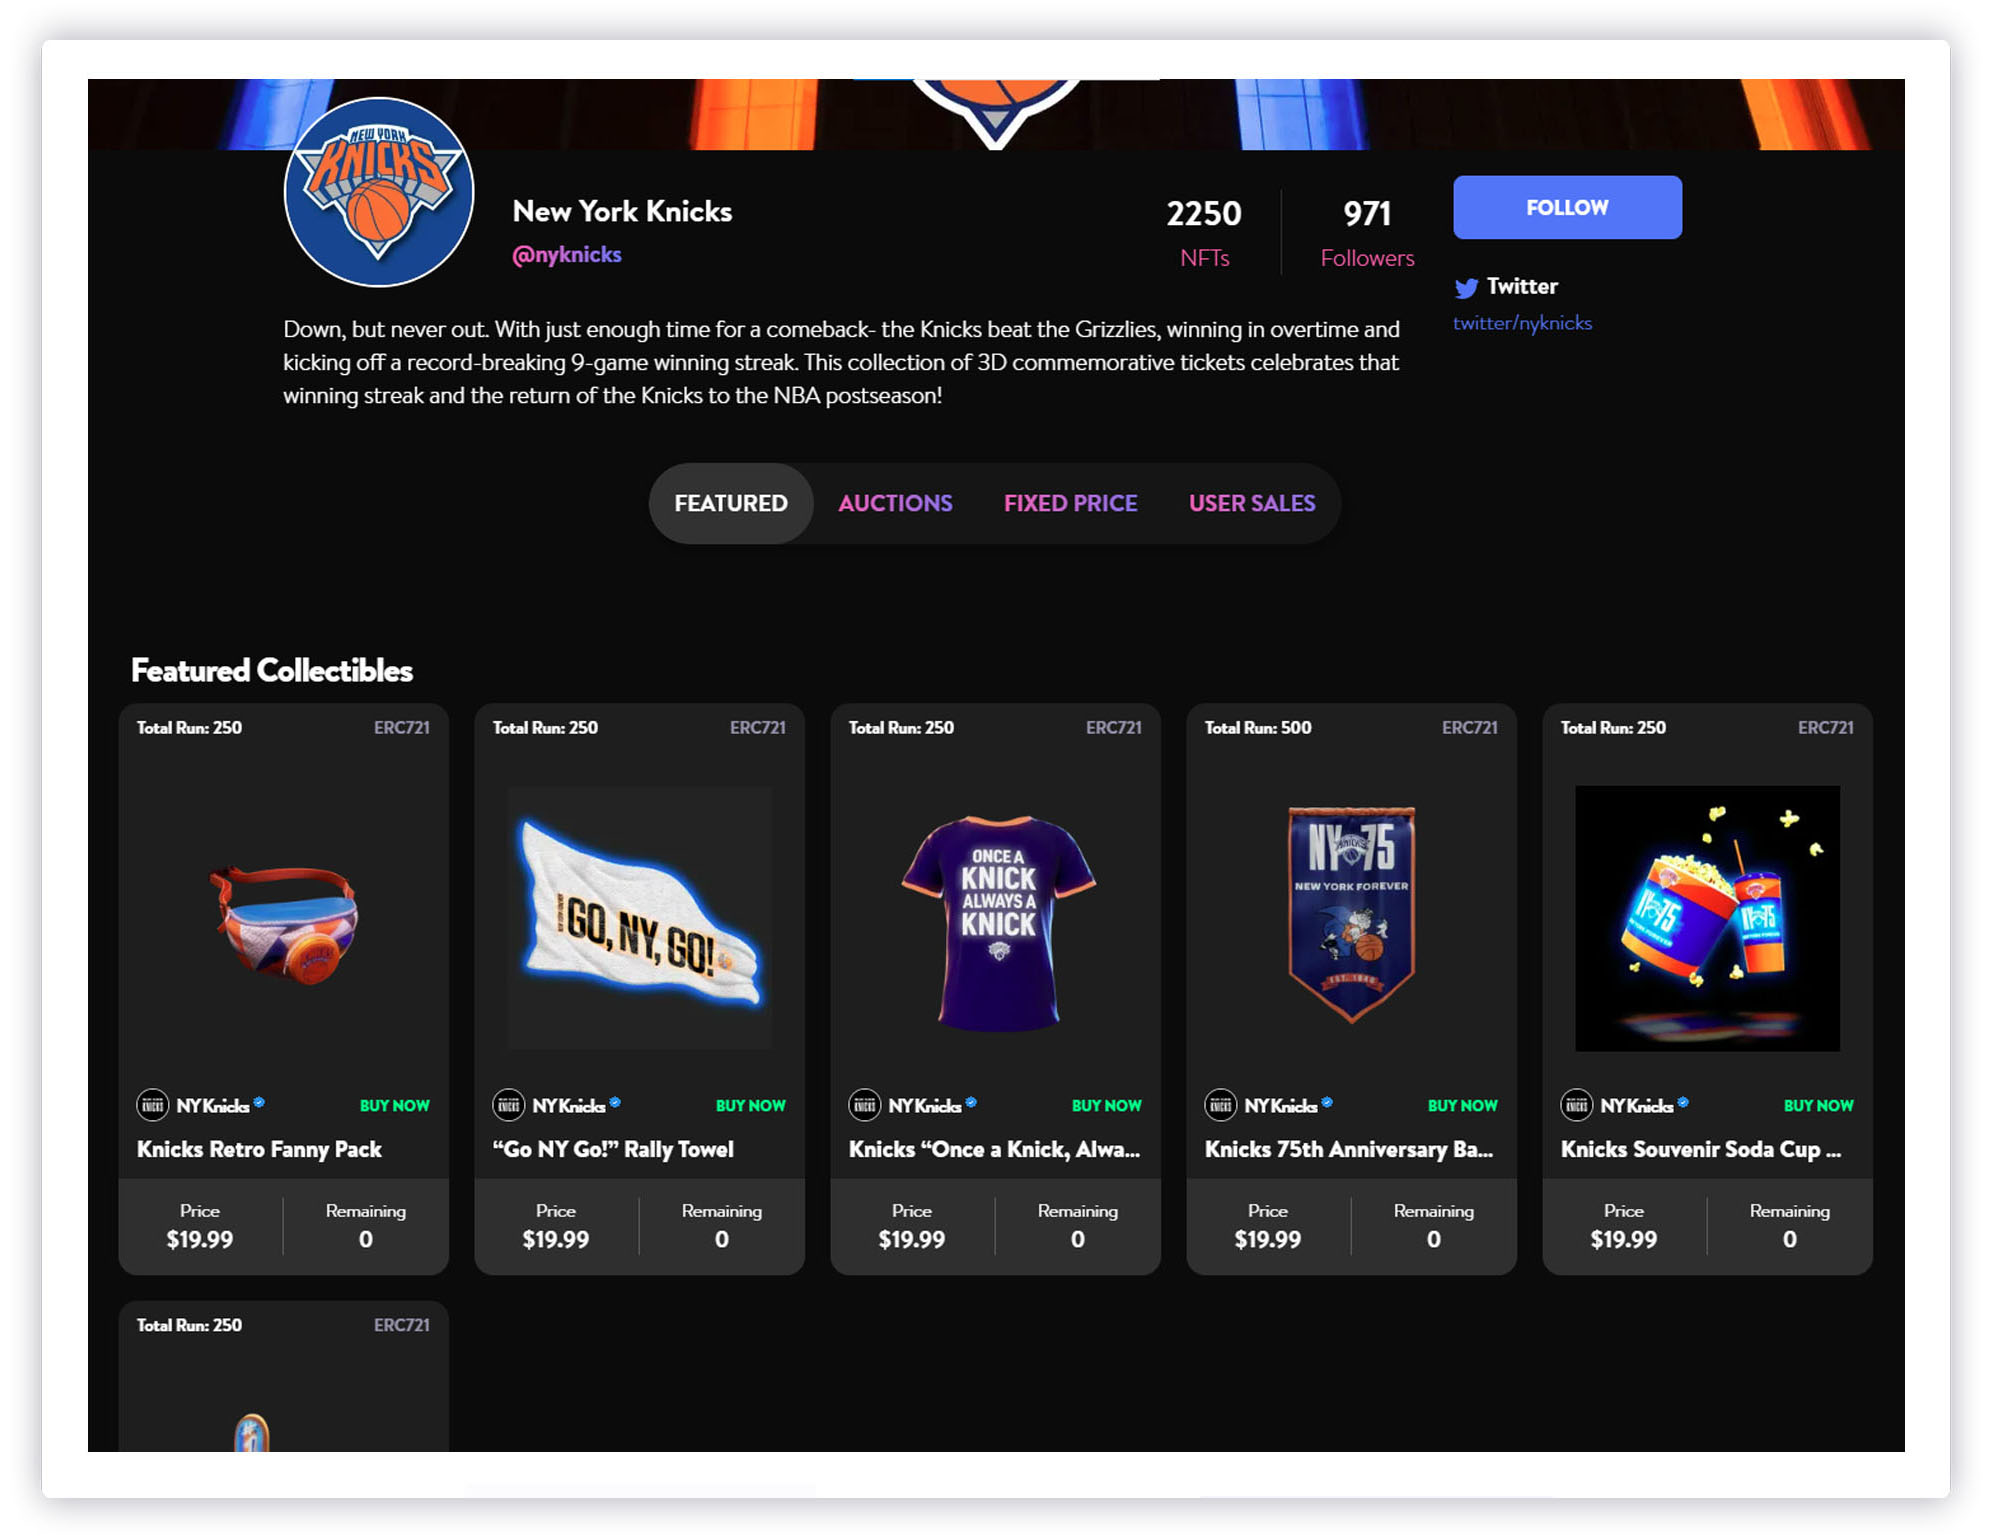 NEW YORK
KNICKS
New York Knicks
@nyknicks
2250
NFTs
971
Followers
FOLLOW
Twitter
twitter/nyknicks
Down, but never out. With just enough time for a comeback- the Knicks beat the Grizzlies, winning in overtime and
kicking off a record-breaking 9-game winning streak. This collection of 3D commemorative tickets celebrates that
winning streak and the return of the Knicks to the NBA postseason!
FEATURED
AUCTIONS
FIXED PRICE
USER SALES
Featured Collectibles
Total Run: 250
ERC721
NYKnicks
BUY NOW
Knicks Retro Fanny Pack
Price
$19.99
Remaining
0
Total Run: 250
ERC721
GO, NY, GO!
NYKnicks
BUY NOW
“Go NY Go!” Rally Towel
Price
$19.99
Remaining
0
Total Run: 250
ERC721
ONCE A
KNICK
ALWAYS A
KNICK
NYKnicks
BUY NOW
Knicks “Once a Knick, Alwa...
Price
$19.99
Remaining
0
Total Run: 500
ERC721
NY 75
NEW YORK FOREVER
EST. 1946
NYKnicks
BUY NOW
Knicks 75th Anniversary Ba...
Price
$19.99
Remaining
0
Total Run: 250
ERC721
NY 75
NY 75
NYKnicks
BUY NOW
Knicks Souvenir Soda Cup ...
Price
$19.99
Remaining
0
Total Run: 250
ERC721